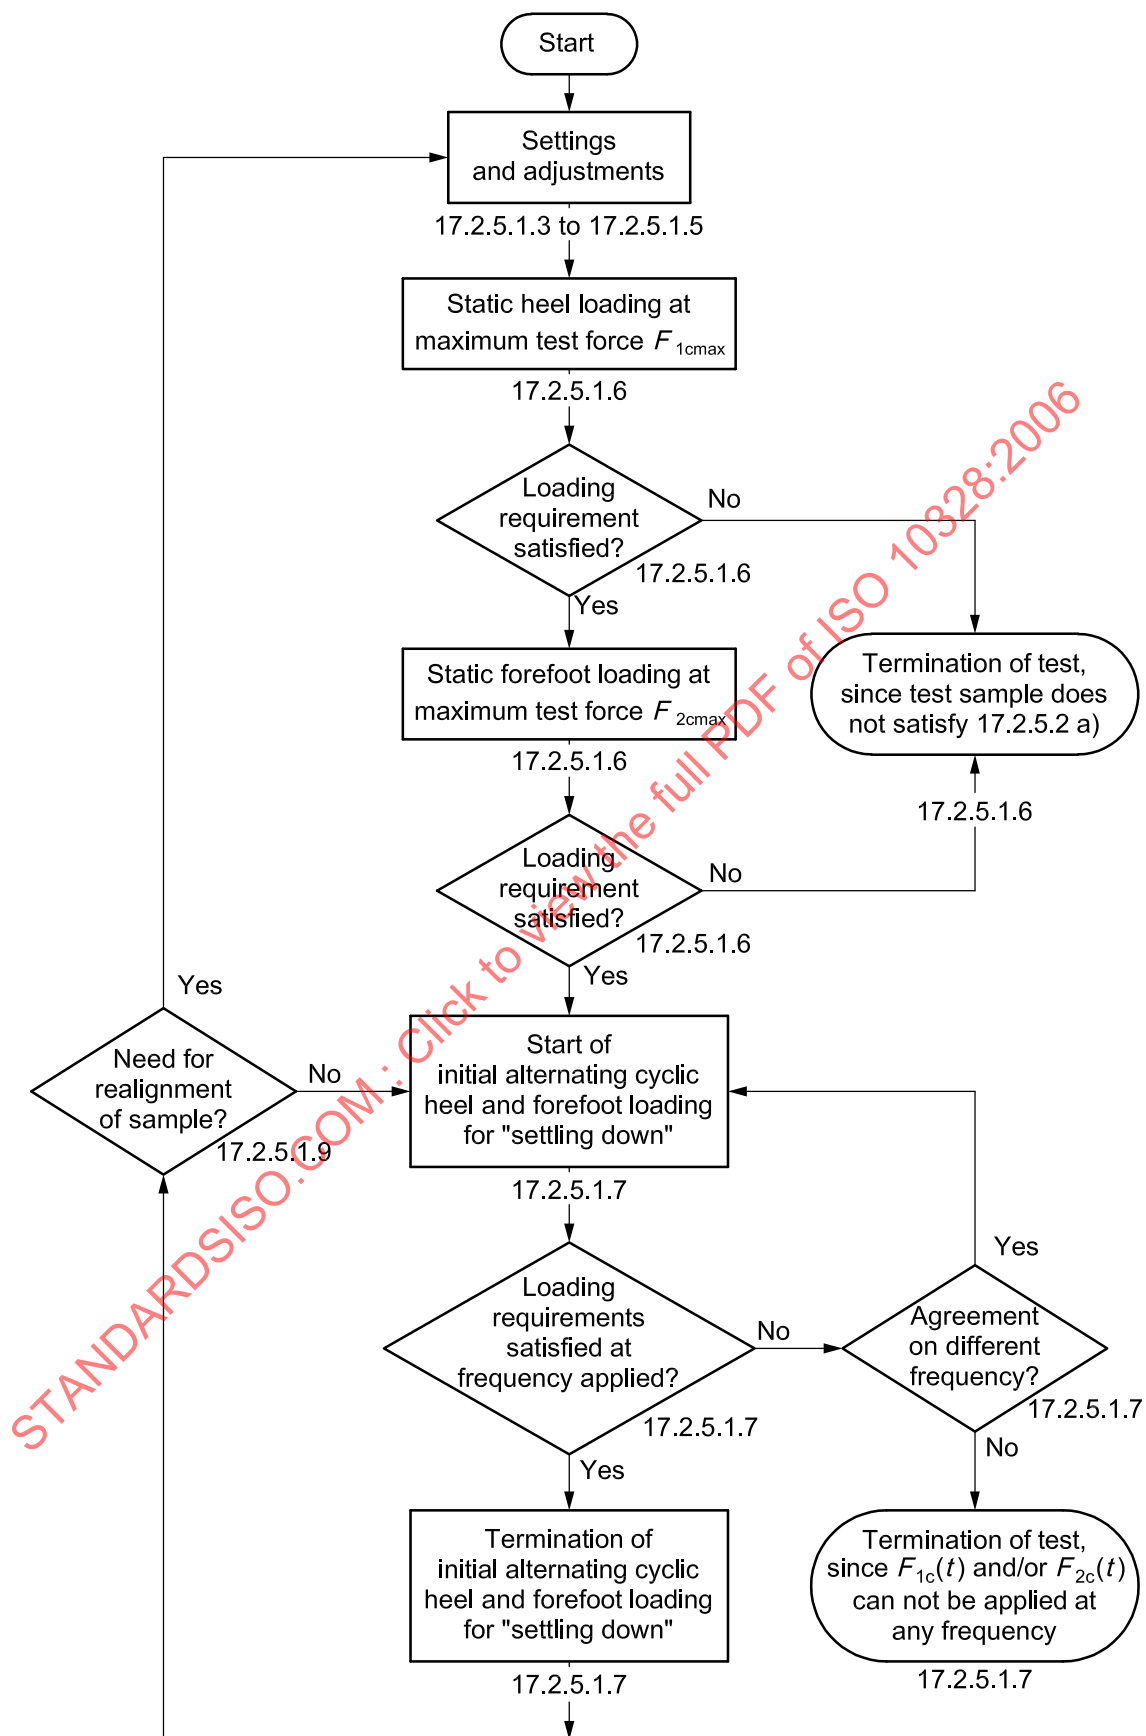 Start
Settings
and adjustments
17.2.5.1.3 to 17.2.5.1.5
Static heel loading at
maximum test force F 1cmax
17.2.5.1.6
Loading
requirement
satisfied?
No
17.2.5.1.6
Yes
Static forefoot loading at
maximum test force F 2cmax
17.2.5.1.6
Termination of test,
since test sample does
not satisfy 17.2.5.2 a)
17.2.5.1.6
Loading
requirement
satisfied?
No
17.2.5.1.6
Yes
Yes
Need for
realignment
of sample?
No
17.2.5.1.9
Start of
initial alternating cyclic
heel and forefoot loading
for "settling down"
17.2.5.1.7
Loading
requirements
satisfied at
frequency applied?
No
17.2.5.1.7
Yes
Yes
Agreement
on different
frequency?
17.2.5.1.7
No
Termination of
initial alternating cyclic
heel and forefoot loading
for "settling down"
17.2.5.1.7
Termination of test,
since F1c(t) and/or F2c(t)
can not be applied at
any frequency
17.2.5.1.7
STANDARDSISO.COM : Click to view the full PDF of ISO 10328:2006